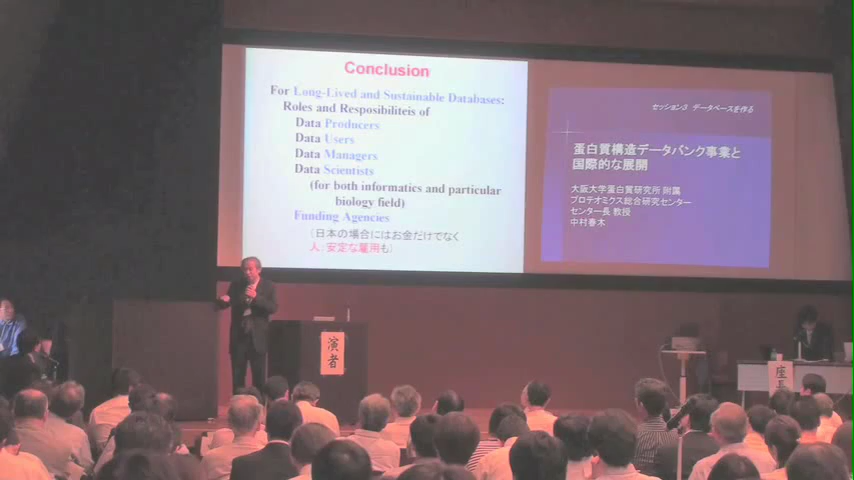 Conclusion
For Long-Lived and Sustainable Databases:
Roles and Resposibiliteis of
Data Producers
Data Users
Data Managers
Data Scientists
(for both informatics and particular
biology field)
Funding Agencies
(日本の場合にはお金だけでなく
人:安定な雇用も)
セッション3 データベースを作る
蛋白質構造データバンク事業と
国際的な展開
大阪大学蛋白質研究所 附属
プロテオミクス総合研究センター
センター長 教授
中村春木
演者
座長